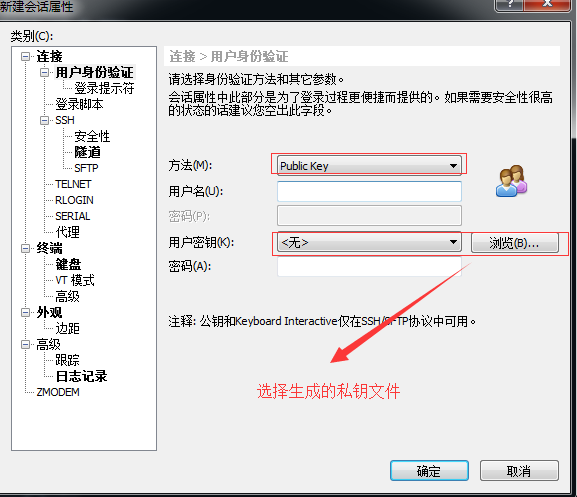 新建会话属性
类别(C):
连接
用户身份验证
登录提示符
登录脚本
SSH
安全性
隧道
SFTP
TELNET
RLOGIN
SERIAL
代理
终端
键盘
VT 模式
高级
外观
边距
高级
跟踪
日志记录
ZMODEM
连接 > 用户身份验证
请选择身份验证方法和其它参数。
会话属性中此部分是为了登录过程更便捷而提供的。如果需要安全性很高
的状态的话建议您空出此字段。
方法(M): Public Key
用户名(U):
密码(P):
用户密钥(K): <无> 浏览(B)...
密码(A):
注释: 公钥和Keyboard Interactive仅在SSH/SFTP协议中可用。
选择生成的私钥文件
确定 取消